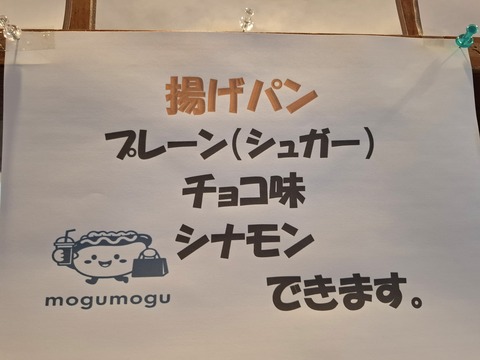 揚げパン
プレーン(シュガー)
チョコ味
シナモン
できます。
mogumogu